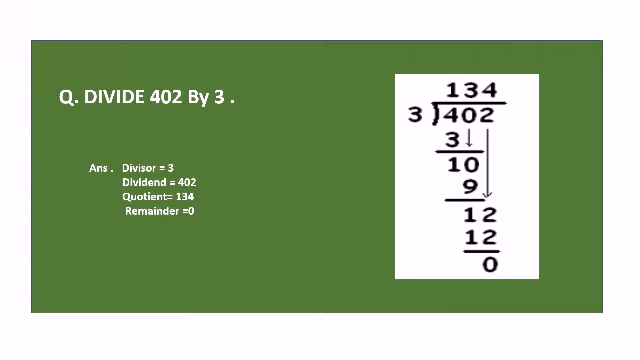 Q. DIVIDE 402 By 3 .
Ans . Divisor = 3
Dividend = 402
Quotient= 134
Remainder =0
134
3 )402
3↓
10
9
12
12
0